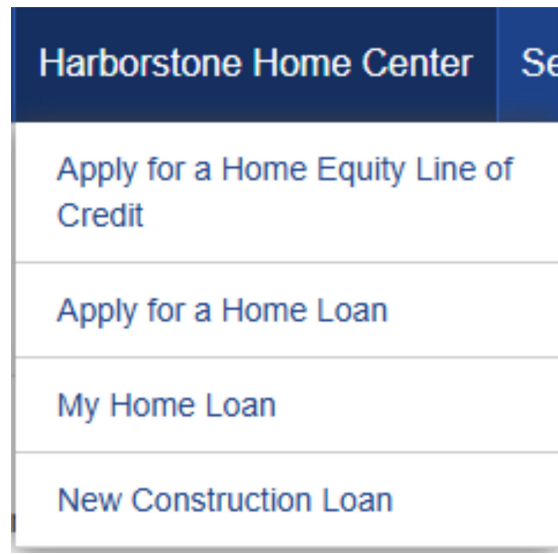 Harborstone Home Center
Se
Apply for a Home Equity Line of
Credit
Apply for a Home Loan
My Home Loan
New Construction Loan